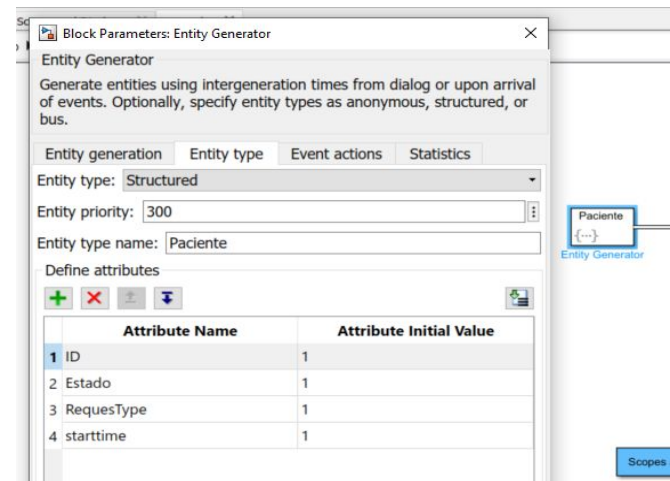 Block Parameters: Entity Generator
Entity Generator
Generate entities using intergeneration times from dialog or upon arrival
of events. Optionally, specify entity types as anonymous, structured, or
bus.
Entity generation Entity type Event actions Statistics
Entity type: Structured
Entity priority: 300
Entity type name: Paciente
Define attributes
Attribute Name Attribute Initial Value
1 ID 1
2 Estado 1
3 RequesType 1
4 starttime 1
Paciente
{...}
Entity Generator
Scopes